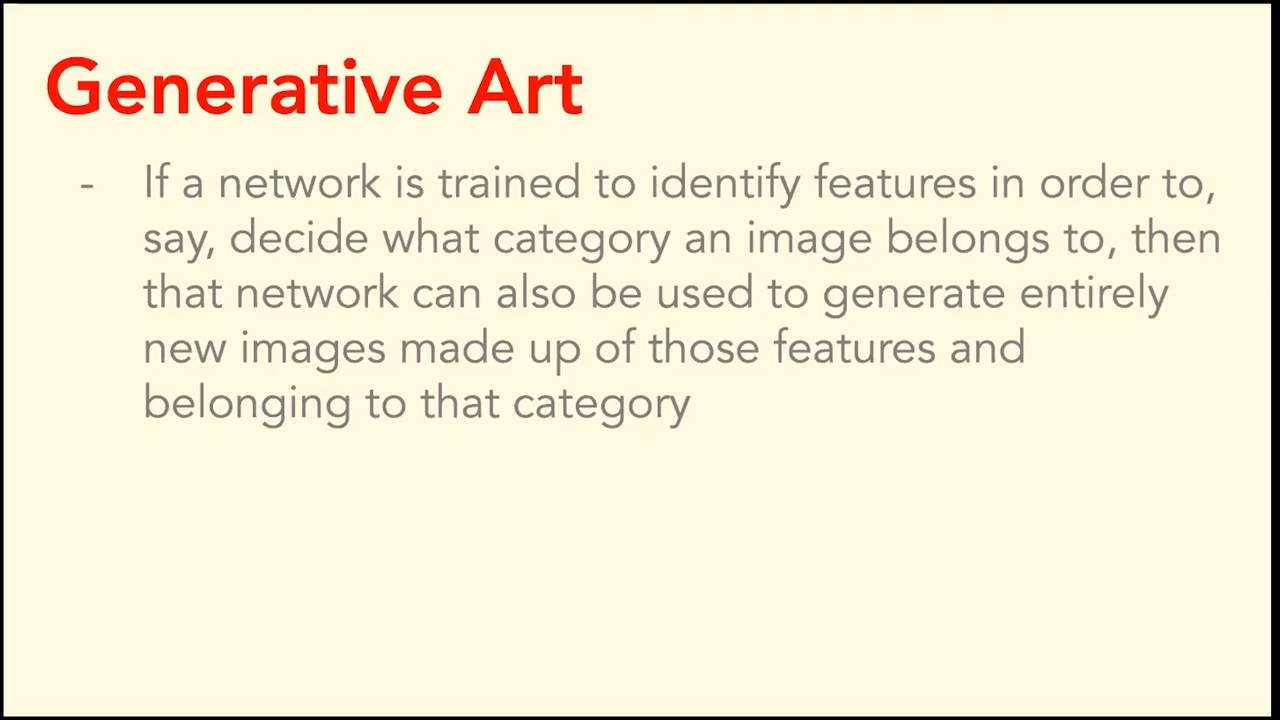 Generative Art
- If a network is trained to identify features in order to,
say, decide what category an image belongs to, then
that network can also be used to generate entirely
new images made up of those features and
belonging to that category